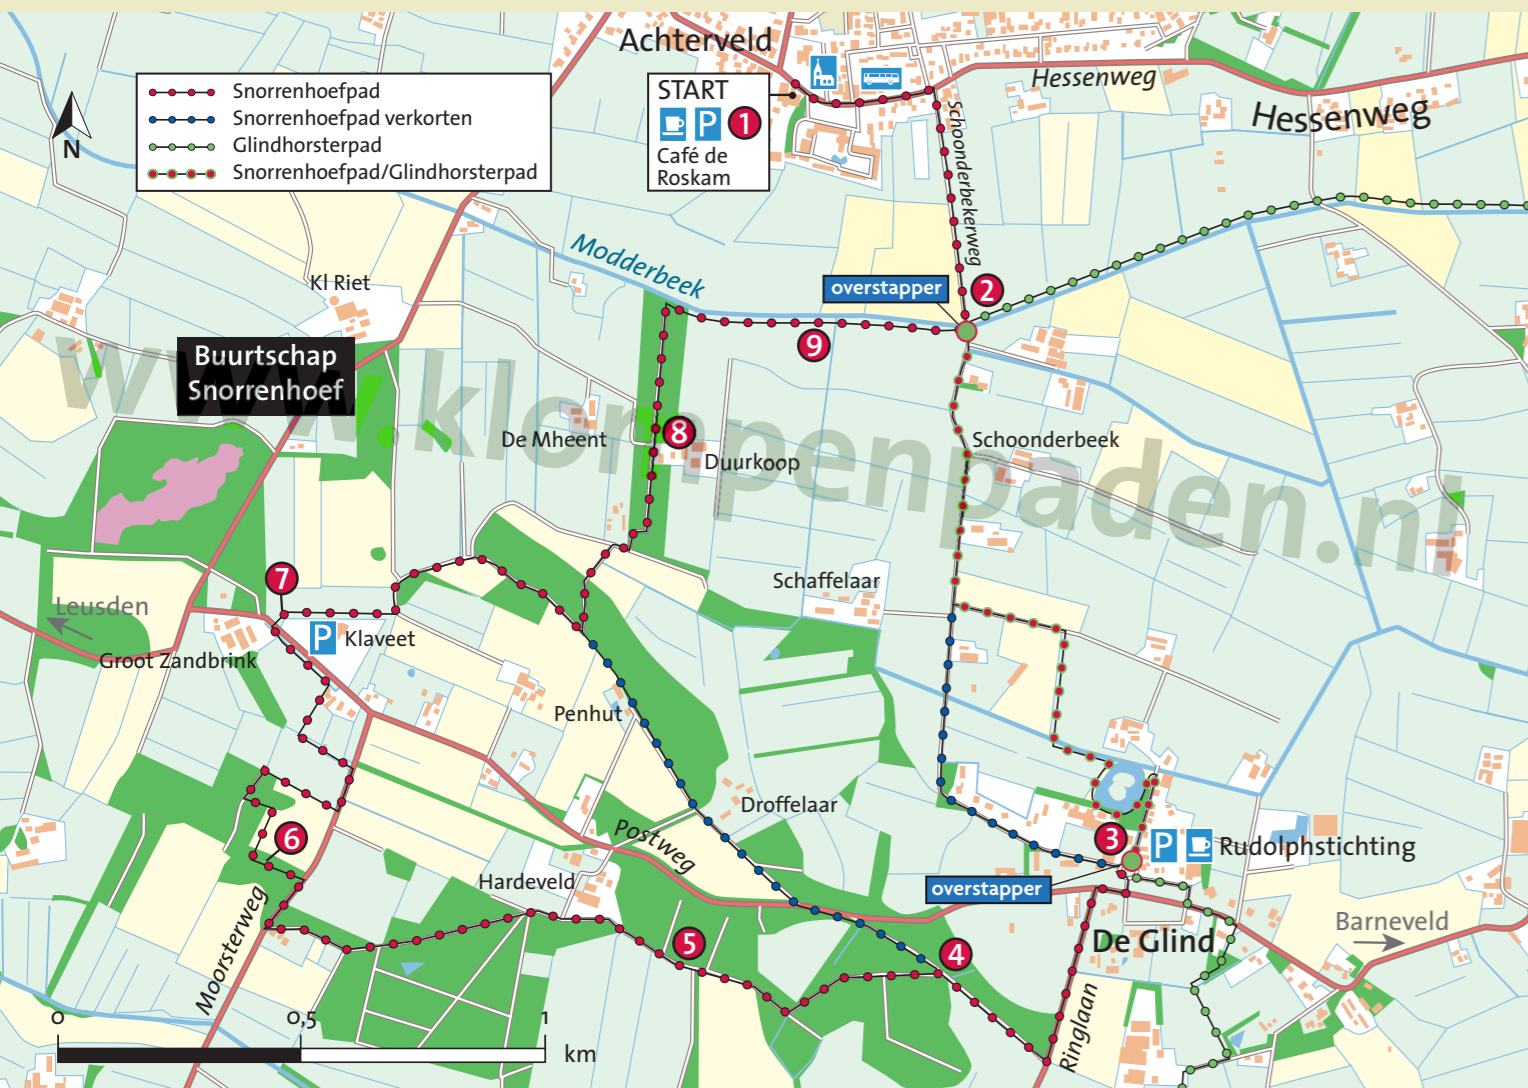 Achterveld
Hessenweg
Hessenweg
START
P 1
Café de
Roskam
Snorrenhoefpad
Snorrenhoefpad verkorten
Glindhorsterpad
Snorrenhoefpad/Glindhorsterpad
N
Schoonderbekerweg
Modderbeek
overstapper
2
Kl Riet
9
Buurtschap
Snorrenhoef
www.klompenpaden.nl
De Mheent
8
Duurkoop
Schoonderbeek
7
Schaffelaar
Leusden
P
Klaveet
Groot Zandbrink
Penhut
Droffelaar
6
Postweg
3
P
Rudolphstichting
Hardeveld
overstapper
Moorsterweg
5
4
De Glind
Barneveld
Ringlaan
0 0,5 1
km